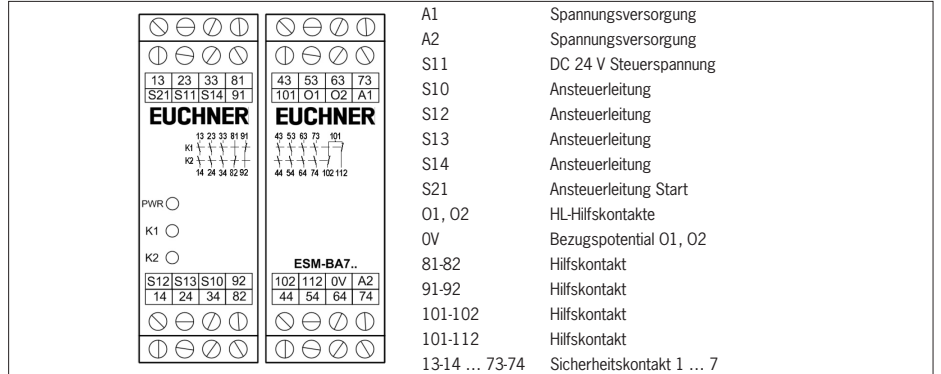 13 23 33 81
S21 S11 S14 91
EUCHNER
13 23 33 81 91
K1
K2
14 24 34 82 92
PWR
K1
K2
S12 S13 S10 92
14 24 34 82
43 53 63 73
101 O1 O2 A1
EUCHNER
43 53 63 73 101
44 54 64 74 102 112
ESM-BA7..
102 112 0V A2
44 54 64 74
A1 Spannungsversorgung
A2 Spannungsversorgung
S11 DC 24 V Steuerspannung
S10 Ansteuerleitung
S12 Ansteuerleitung
S13 Ansteuerleitung
S14 Ansteuerleitung
S21 Ansteuerleitung Start
O1, O2 HL-Hilfskontakte
0V Bezugspotential O1, O2
81-82 Hilfskontakt
91-92 Hilfskontakt
101-102 Hilfskontakt
101-112 Hilfskontakt
13-14 … 73-74 Sicherheitskontakt 1 … 7